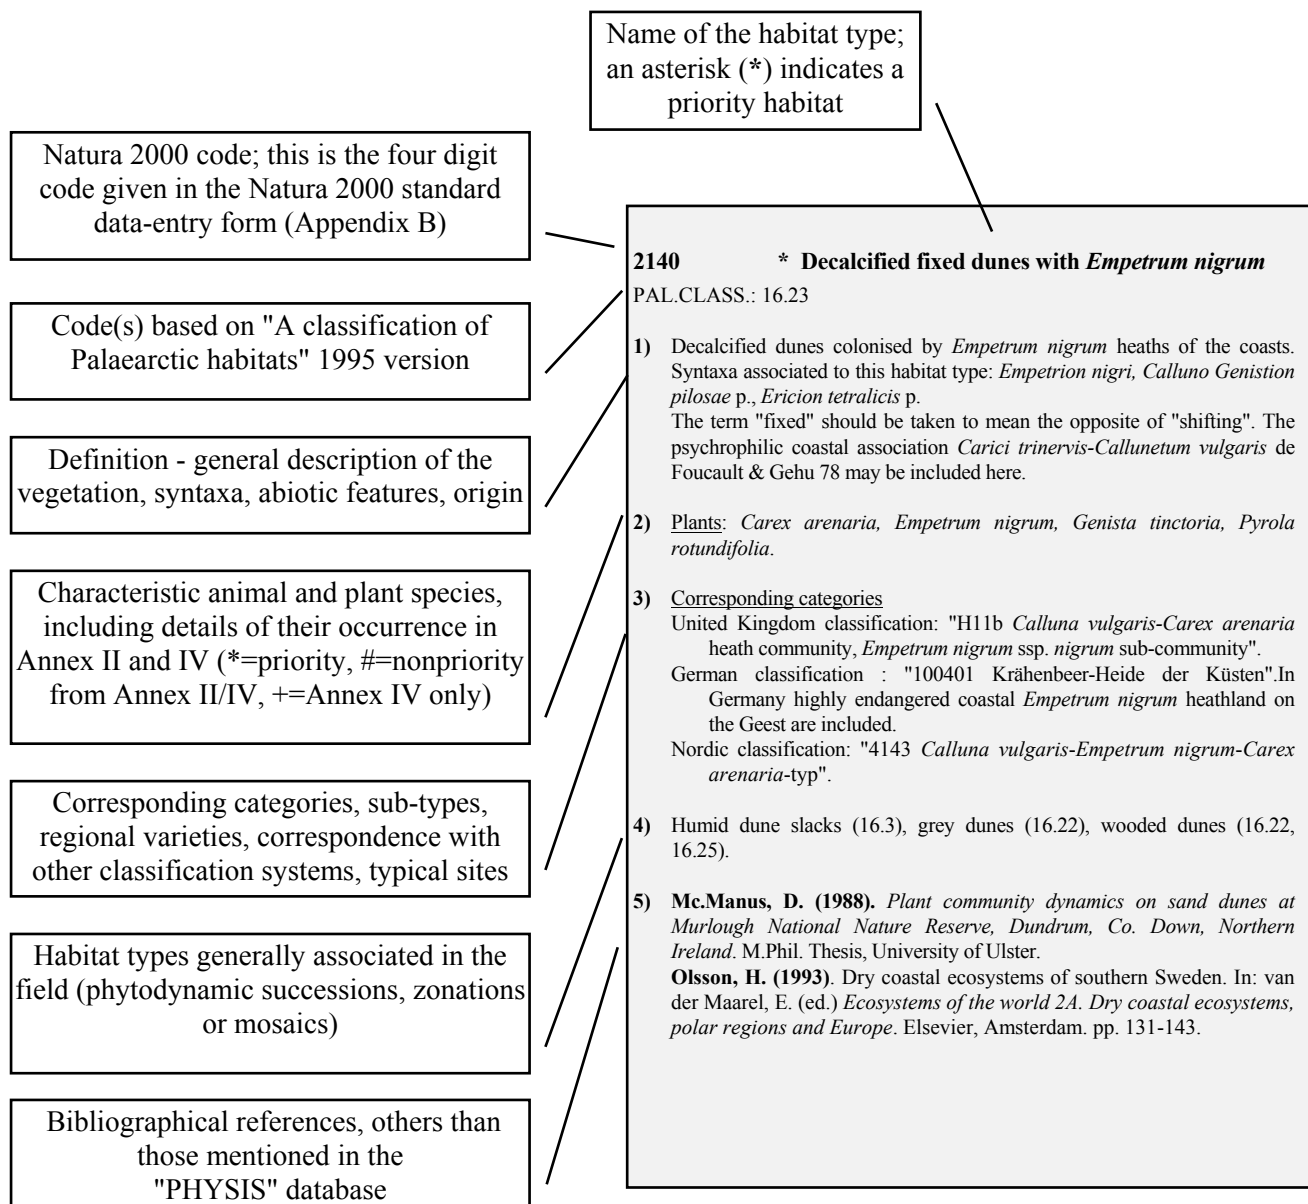 Name of the habitat type;
an asterisk (*) indicates a
priority habitat
Natura 2000 code; this is the four digit
code given in the Natura 2000 standard
data-entry form (Appendix B)
Code(s) based on "A classification of
Palaearctic habitats" 1995 version
Definition - general description of the
vegetation, syntaxa, abiotic features, origin
Characteristic animal and plant species,
including details of their occurrence in
Annex II and IV (*=priority, #=nonpriority
from Annex II/IV, +=Annex IV only)
Corresponding categories, sub-types,
regional varieties, correspondence with
other classification systems, typical sites
Habitat types generally associated in the
field (phytodynamic successions, zonations
or mosaics)
Bibliographical references, others than
those mentioned in the
"PHYSIS" database
2140 * Decalcified fixed dunes with Empetrum nigrum
PAL.CLASS.: 16.23
1) Decalcified dunes colonised by Empetrum nigrum heaths of the coasts.
Syntaxa associated to this habitat type: Empetrion nigri, Calluno Genistion
pilosae p., Ericion tetralicis p.
The term "fixed" should be taken to mean the opposite of "shifting". The
psychrophilic coastal association Carici trinervis-Callunetum vulgaris de
Foucault & Gehu 78 may be included here.
2) Plants: Carex arenaria, Empetrum nigrum, Genista tinctoria, Pyrola
rotundifolia.
3) Corresponding categories
United Kingdom classification: "H11b Calluna vulgaris-Carex arenaria
heath community, Empetrum nigrum ssp. nigrum sub-community".
German classification : "100401 Krähenbeer-Heide der Küsten".In
Germany highly endangered coastal Empetrum nigrum heathland on
the Geest are included.
Nordic classification: "4143 Calluna vulgaris-Empetrum nigrum-Carex
arenaria-typ".
4) Humid dune slacks (16.3), grey dunes (16.22), wooded dunes (16.22,
16.25).
5) Mc.Manus, D. (1988). Plant community dynamics on sand dunes at
Murlough National Nature Reserve, Dundrum, Co. Down, Northern
Ireland. M.Phil. Thesis, University of Ulster.
Olsson, H. (1993). Dry coastal ecosystems of southern Sweden. In: van
der Maarel, E. (ed.) Ecosystems of the world 2A. Dry coastal ecosystems,
polar regions and Europe. Elsevier, Amsterdam. pp. 131-143.